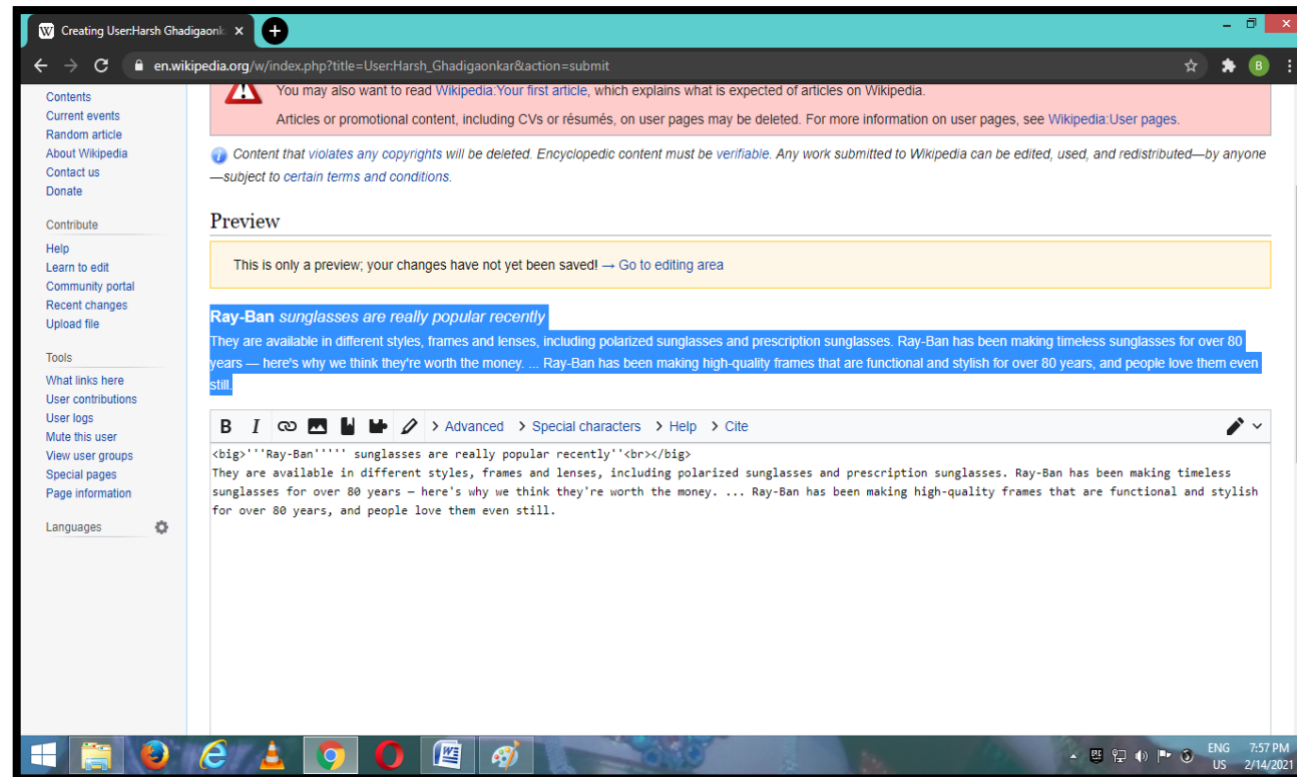 Creating User:Harsh Ghadigaonk
en.wikipedia.org/w/index.php?title=User:Harsh_Ghadigaonkar&action=submit
B
Contents
Current events
Random article
About Wikipedia
Contact us
Donate
Contribute
Help
Learn to edit
Community portal
Recent changes
Upload file
Tools
What links here
User contributions
User logs
Mute this user
View user groups
Special pages
Page information
Languages
You may also want to read Wikipedia:Your first article, which explains what is expected of articles on Wikipedia.
Articles or promotional content, including CVs or résumés, on user pages may be deleted. For more information on user pages, see Wikipedia:User pages.
Content that violates any copyrights will be deleted. Encyclopedic content must be verifiable. Any work submitted to Wikipedia can be edited, used, and redistributed—by anyone
—subject to certain terms and conditions.
Preview
This is only a preview; your changes have not yet been saved! → Go to editing area
Ray-Ban sunglasses are really popular recently
They are available in different styles, frames and lenses, including polarized sunglasses and prescription sunglasses. Ray-Ban has been making timeless sunglasses for over 80
years — here's why we think they're worth the money. ... Ray-Ban has been making high-quality frames that are functional and stylish for over 80 years, and people love them even
still.
B I > Advanced > Special characters > Help > Cite
<big>'''Ray-Ban''''' sunglasses are really popular recently''<br></big>
They are available in different styles, frames and lenses, including polarized sunglasses and prescription sunglasses. Ray-Ban has been making timeless
sunglasses for over 80 years — here's why we think they're worth the money. ... Ray-Ban has been making high-quality frames that are functional and stylish
for over 80 years, and people love them even still.
ENG 7:57 PM
US 2/14/2021